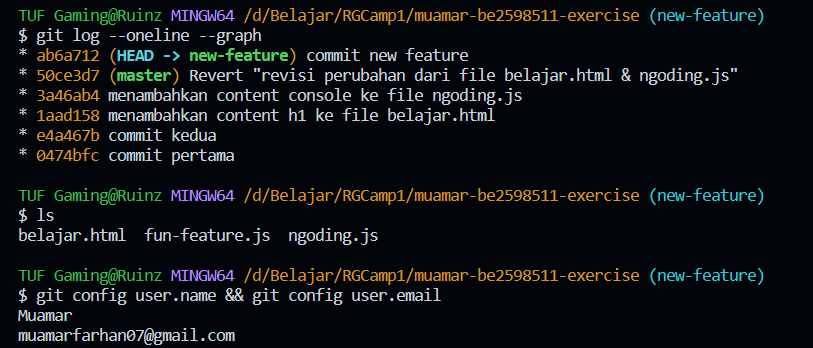 TUF Gaming@Ruinz MINGW64 /d/Belajar/RGCamp1/muamar-be2598511-exercise (new-feature)
$ git log --oneline --graph
* ab6a712 (HEAD -> new-feature) commit new feature
* 50ce3d7 (master) Revert "revisi perubahan dari file belajar.html & ngoding.js"
* 3a46ab4 menambahkan content console ke file ngoding.js
* 1aad158 menambahkan content h1 ke file belajar.html
* e4a467b commit kedua
* 0474bfc commit pertama
TUF Gaming@Ruinz MINGW64 /d/Belajar/RGCamp1/muamar-be2598511-exercise (new-feature)
$ ls
belajar.html  fun-feature.js  ngoding.js
TUF Gaming@Ruinz MINGW64 /d/Belajar/RGCamp1/muamar-be2598511-exercise (new-feature)
$ git config user.name && git config user.email
Muamar
muamarfarhan07@gmail.com